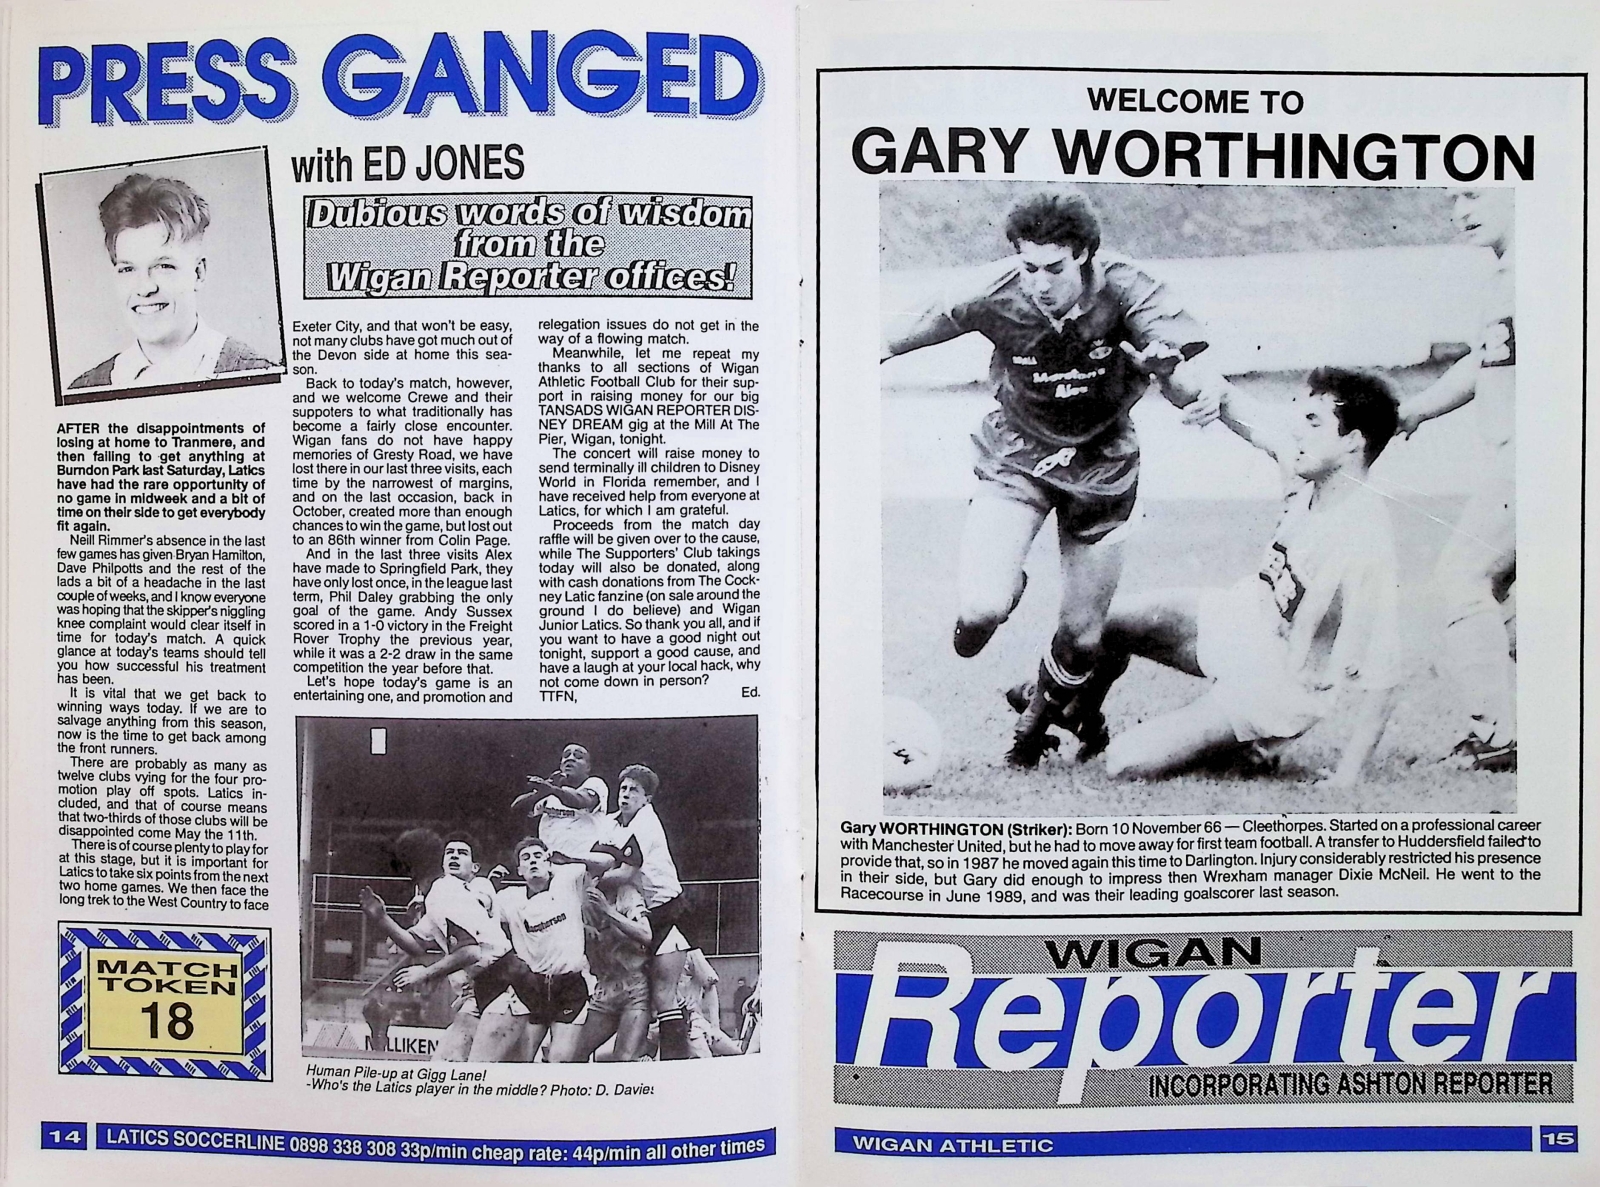 PRESS GANGED
with ED JONES
Dubious words of wisdom
from the
Wigan Reporter offices!
AFTER the disappointments of
losing at home to Tranmere, and
then failing to get anything at
Burndon Park last Saturday, Latics
have had the rare opportunity of
no game in midweek and a bit of
time on their side to get everybody
fit again.
Neill Rimmer's absence in the last
few games has given Bryan Hamilton,
Dave Philpotts and the rest of the
lads a bit of a headache in the last
couple of weeks, and I know everyone
was hoping that the skipper's niggling
knee complaint would clear itself in
time for today's match. A quick
glance at today's teams should tell
you how successful his treatment
has been.
It is vital that we get back to
winning ways today. If we are to
salvage anything from this season,
now is the time to get back among
the front runners.
There are probably as many as
twelve clubs vying for the four pro-
motion play off spots. Latics in-
cluded, and that of course means
that two-thirds of those clubs will be
disappointed come May the 11th.
There is of course plenty to play for
at this stage, but it is important for
Latics to take six points from the next
two home games. We then face the
long trek to the West Country to face
Exeter City, and that won't be easy,
not many clubs have got much out of
the Devon side at home this sea-
son.
Back to today's match, however,
and we welcome Crewe and their
suppoters to what traditionally has
become a fairly close encounter.
Wigan fans do not have happy
memories of Gresty Road, we have
lost there in our last three visits, each
time by the narrowest of margins,
and on the last occasion, back in
October, created more than enough
chances to win the game, but lost out
to an 86th winner from Colin Page.
And in the last three visits Alex
have made to Springfield Park, they
have only lost once, in the league last
term, Phil Daley grabbing the only
goal of the game. Andy Sussex
scored in a 1-0 victory in the Freight
Rover Trophy the previous year,
while it was a 2-2 draw in the same
competition the year before that.
Let's hope today's game is an
entertaining one, and promotion and
relegation issues do not get in the
way of a flowing match.
Meanwhile, let me repeat my
thanks to all sections of Wigan
Athletic Football Club for their sup-
port in raising money for our big
TANSADS WIGAN REPORTER DIS-
NEY DREAM gig at the Mill At The
Pier, Wigan, tonight.
The concert will raise money to
send terminally ill children to Disney
World in Florida remember, and I
have received help from everyone at
Latics, for which I am grateful.
Proceeds from the match day
raffle will be given over to the cause,
while The Supporters' Club takings
today will also be donated, along
with cash donations from The Cock-
ney Latic fanzine (on sale around the
ground I do believe) and Wigan
Junior Latics. So thank you all, and if
you want to have a good night out
tonight, support a good cause, and
have a laugh at your local hack, why
not come down in person?
TTFN, Ed.
MATCH
TOKEN
18
MILLIKEN
Human Pile-up at Gigg Lane!
-Who's the Latics player in the middle? Photo: D. Davies
14 LATICS SOCCERLINE 0898 338 308 33p/min cheap rate: 44p/min all other times
WELCOME TO
GARY WORTHINGTON
Marston's
Ales
Gary WORTHINGTON (Striker): Born 10 November 66 — Cleethorpes. Started on a professional career
with Manchester United, but he had to move away for first team football. A transfer to Huddersfield failed to
provide that, so in 1987 he moved again this time to Darlington. Injury considerably restricted his presence
in their side, but Gary did enough to impress then Wrexham manager Dixie McNeil. He went to the
Racecourse in June 1989, and was their leading goalscorer last season.
WIGAN
Reporter
INCORPORATING ASHTON REPORTER
WIGAN ATHLETIC 15